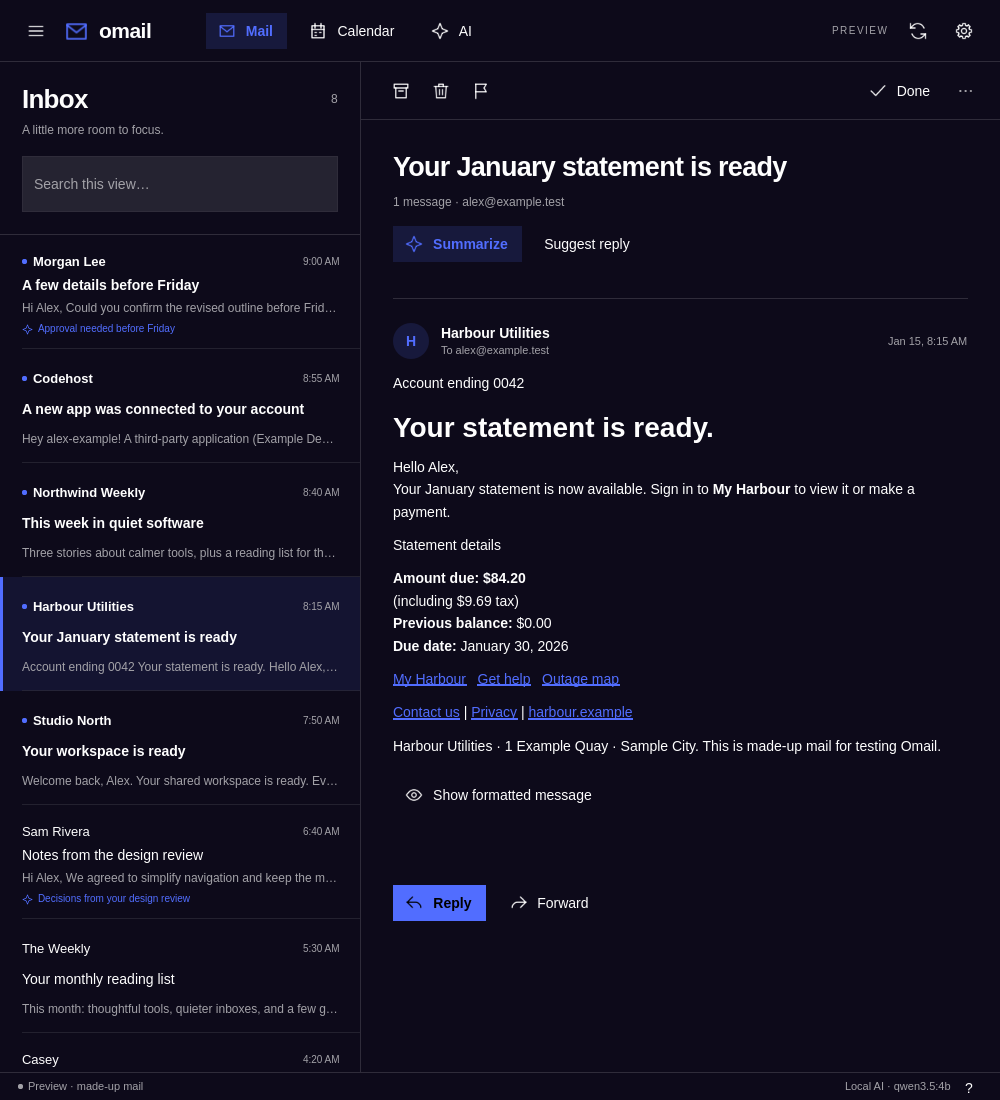 omail
Mail
Calendar
AI
PREVIEW
Inbox
8
A little more room to focus.
Search this view…
Morgan Lee
9:00 AM
A few details before Friday
Hi Alex, Could you confirm the revised outline before Frid…
Approval needed before Friday
Codehost
8:55 AM
A new app was connected to your account
Hey alex-example! A third-party application (Example De…
Northwind Weekly
8:40 AM
This week in quiet software
Three stories about calmer tools, plus a reading list for th…
Harbour Utilities
8:15 AM
Your January statement is ready
Account ending 0042 Your statement is ready. Hello Alex,…
Studio North
7:50 AM
Your workspace is ready
Welcome back, Alex. Your shared workspace is ready. Ev…
Sam Rivera
6:40 AM
Notes from the design review
Hi Alex, We agreed to simplify navigation and keep the m…
Decisions from your design review
The Weekly
5:30 AM
Your monthly reading list
This month: thoughtful tools, quieter inboxes, and a few g…
Casey
4:20 AM
Done
Your January statement is ready
1 message · alex@example.test
Summarize
Suggest reply
H
Harbour Utilities
To alex@example.test
Jan 15, 8:15 AM
Account ending 0042
Your statement is ready.
Hello Alex,
Your January statement is now available. Sign in to My Harbour to view it or make a
payment.
Statement details
Amount due: $84.20
(including $9.69 tax)
Previous balance: $0.00
Due date: January 30, 2026
My Harbour Get help Outage map
Contact us | Privacy | harbour.example
Harbour Utilities · 1 Example Quay · Sample City. This is made-up mail for testing Omail.
Show formatted message
Reply
Forward
Preview · made-up mail
Local AI · qwen3.5:4b
?